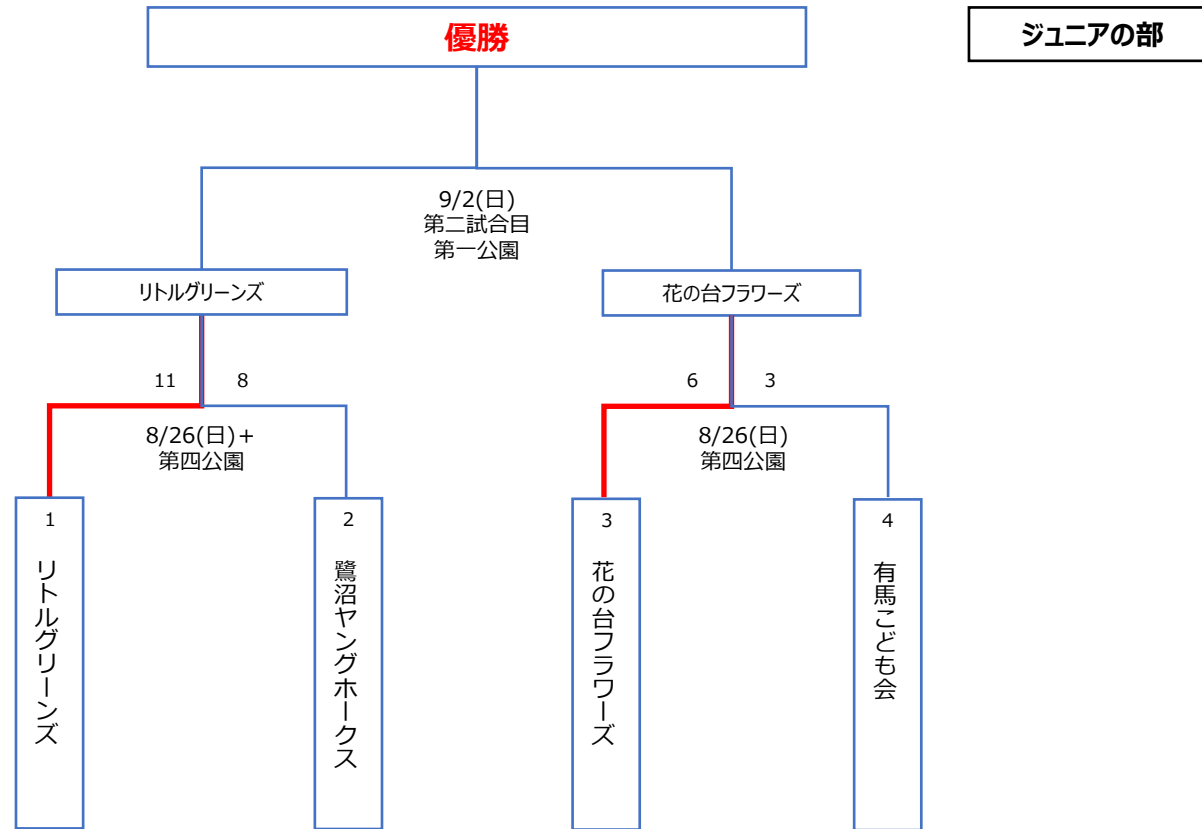 優勝
ジュニアの部
9/2(日)
第二試合目
第一公園
リトルグリーンズ
花の台フラワーズ
11
8
6
3
8/26(日)+
第四公園
8/26(日)
第四公園
1
リトルグリーンズ
2
鷺沼ヤングホークス
3
花の台フラワーズ
4
有馬こども会